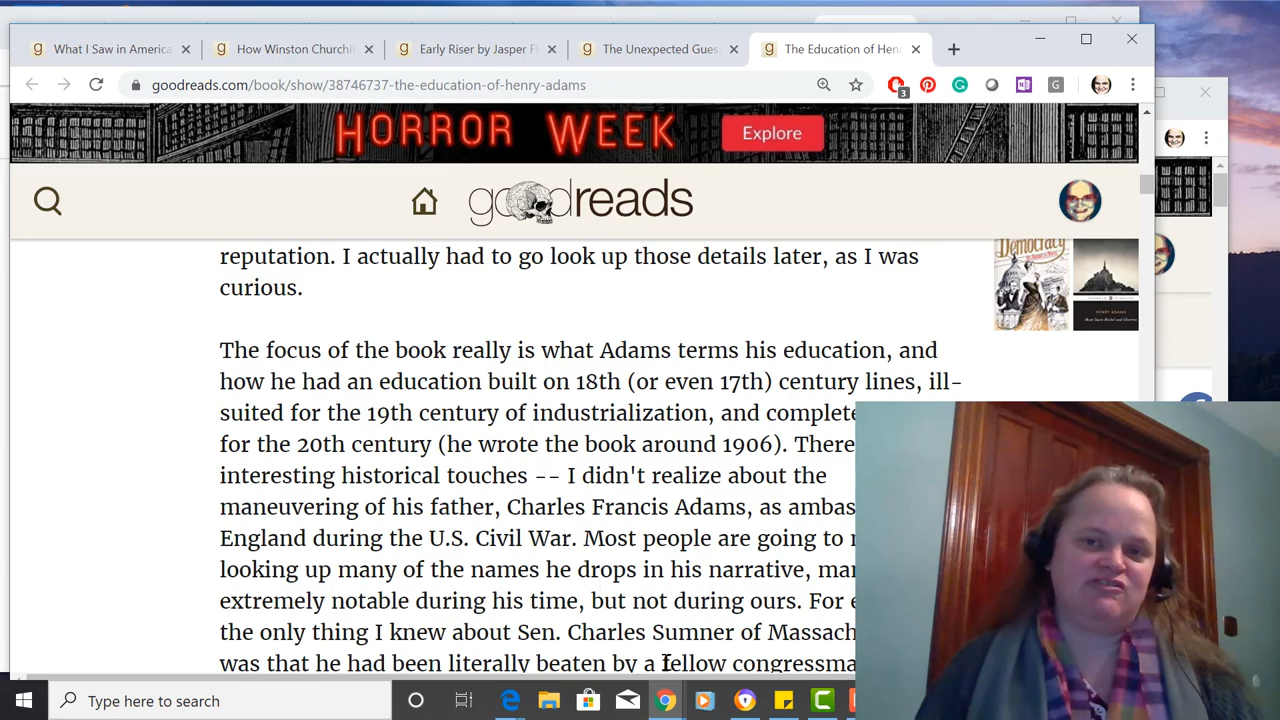 What I Saw in America
How Winston Churchil
Early Riser by Jasper F
The Unexpected Gues
The Education of Hen
goodreads.com/book/show/38746737-the-education-of-henry-adams
3
G
HORROR WEEK
Explore
goodreads
Democracy
HENRY ADAMS
reputation. I actually had to go look up those details later, as I was
curious.
The focus of the book really is what Adams terms his education, and
how he had an education built on 18th (or even 17th) century lines, ill-
suited for the 19th century of industrialization, and complete
for the 20th century (he wrote the book around 1906). There
interesting historical touches -- I didn't realize about the
maneuvering of his father, Charles Francis Adams, as ambas
England during the U.S. Civil War. Most people are going to
looking up many of the names he drops in his narrative, ma
extremely notable during his time, but not during ours. For e
the only thing I knew about Sen. Charles Sumner of Massach
was that he had been literally beaten by a fellow congressma
Type here to search